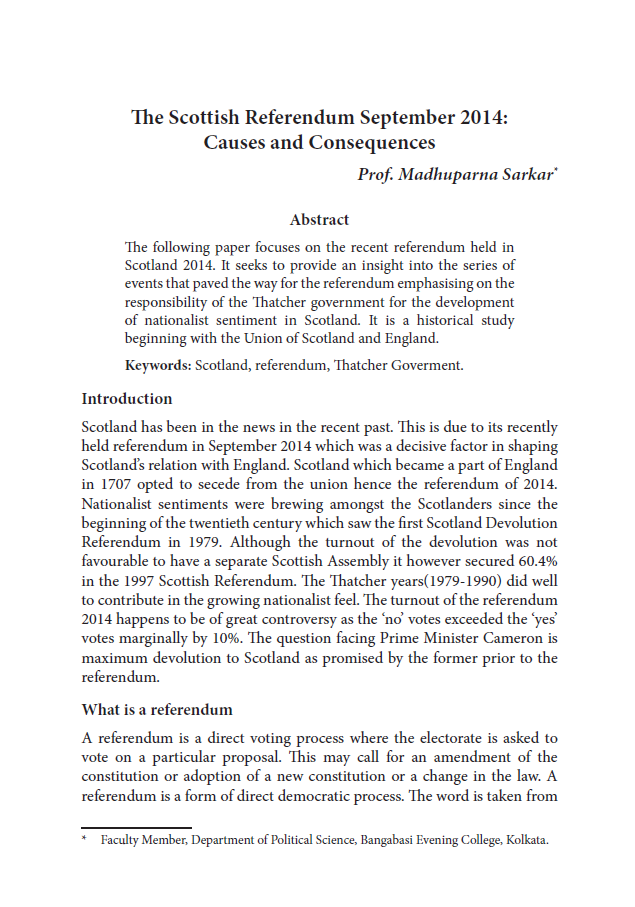 The Scottish Referendum September 2014:
Causes and Consequences
Prof. Madhuparna Sarkar*
Abstract
The following paper focuses on the recent referendum held in
Scotland 2014. It seeks to provide an insight into the series of
events that paved the way for the referendum emphasising on the
responsibility of the Thatcher government for the development
of nationalist sentiment in Scotland. It is a historical study
beginning with the Union of Scotland and England.
Keywords: Scotland, referendum, Thatcher Goverment.
Introduction
Scotland has been in the news in the recent past. This is due to its recently
held referendum in September 2014 which was a decisive factor in shaping
Scotland's relation with England. Scotland which became a part of England
in 1707 opted to secede from the union hence the referendum of 2014.
Nationalist sentiments were brewing amongst the Scotlanders since the
beginning of the twentieth century which saw the first Scotland Devolution
Referendum in 1979. Although the turnout of the devolution was not
favourable to have a separate Scottish Assembly it however secured 60.4%
in the 1997 Scottish Referendum. The Thatcher years(1979-1990) did well
to contribute in the growing nationalist feel. The turnout of the referendum
2014 happens to be of great controversy as the 'no' votes exceeded the 'yes'
votes marginally by 10%. The question facing Prime Minister Cameron is
maximum devolution to Scotland as promised by the former prior to the
referendum.
What is a referendum
A referendum is a direct voting process where the electorate is asked to
vote on a particular proposal. This may call for an amendment of the
constitution or adoption of a new constitution or a change in the law. A
referendum is a form of direct democratic process. The word is taken from
* Faculty Member, Department of Political Science, Bangabasi Evening College, Kolkata.